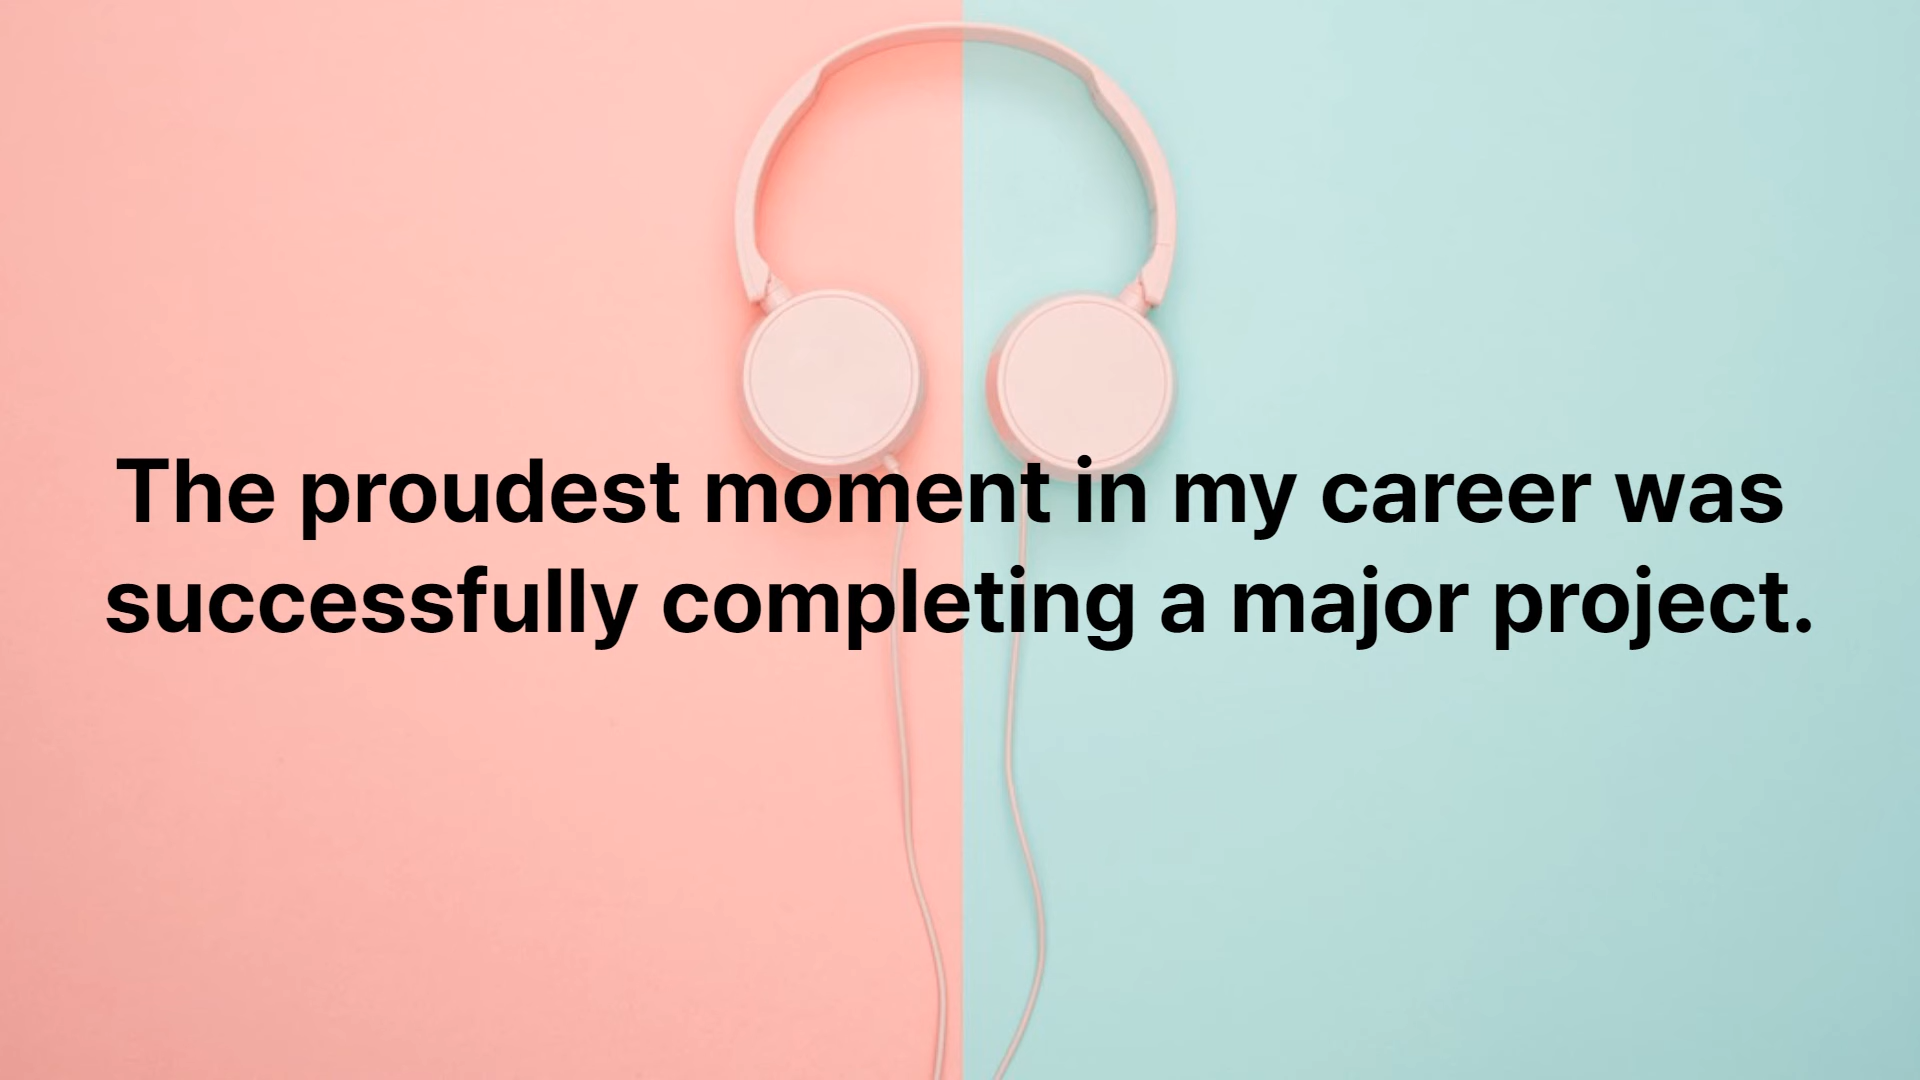 The proudest moment in my career was
successfully completing a major project.